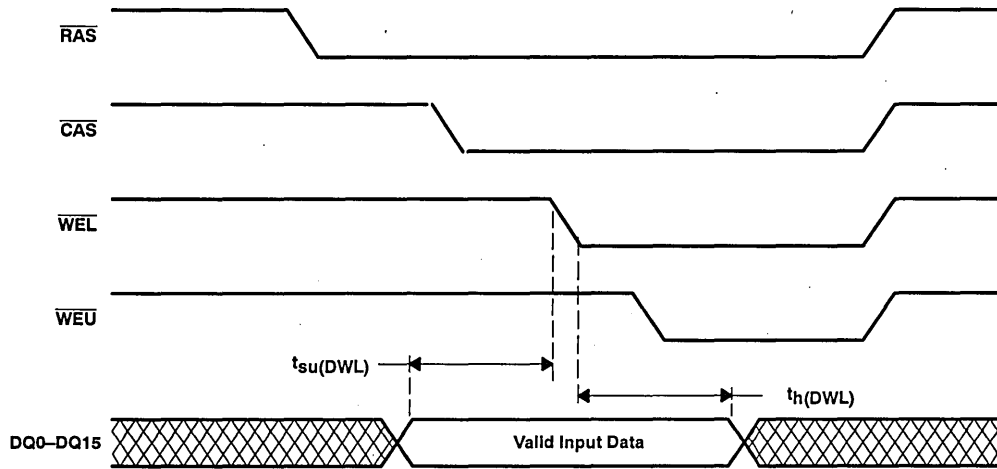 RAS
CAS
WEL
WEU
tsu(DWL)
th(DWL)
DQ0–DQ15
Valid Input Data